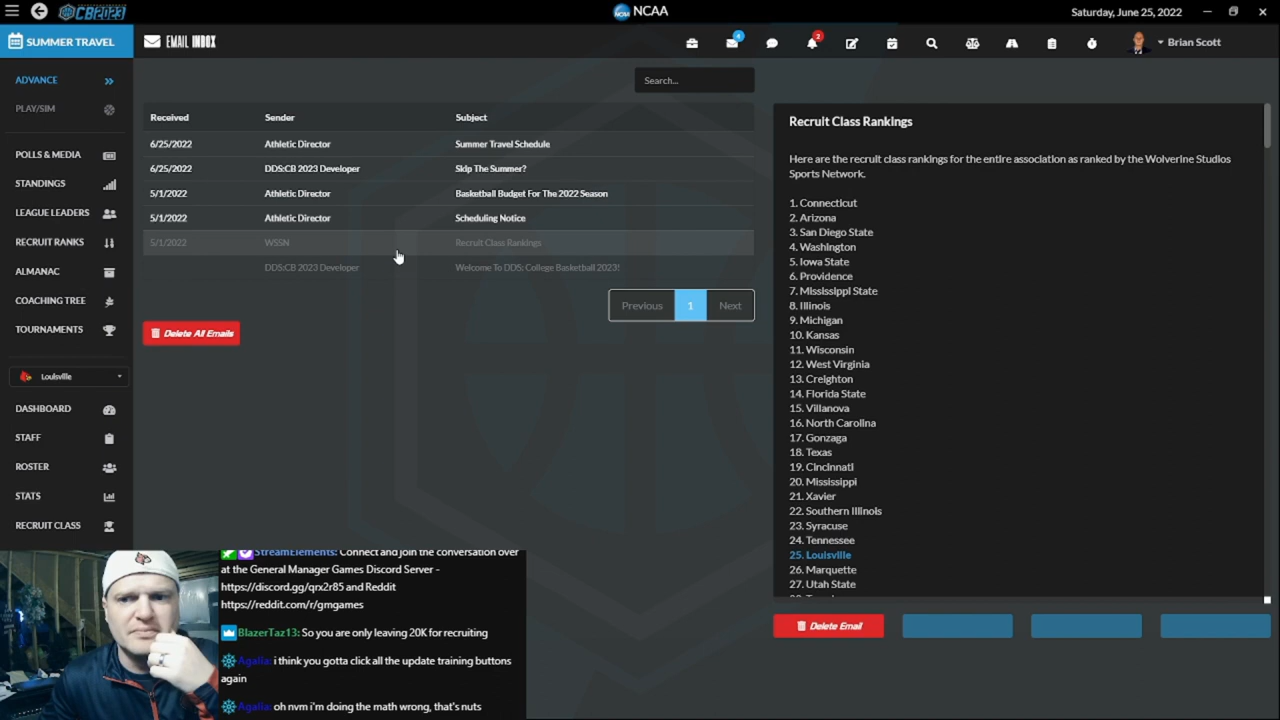 CB2023
NCAA
Saturday, June 25, 2022
SUMMER TRAVEL
EMAIL INBOX
4
2
Brian Scott
ADVANCE
PLAY/SIM
POLLS & MEDIA
STANDINGS
LEAGUE LEADERS
RECRUIT RANKS
ALMANAC
COACHING TREE
TOURNAMENTS
Louisville
DASHBOARD
STAFF
ROSTER
STATS
RECRUIT CLASS
Search...
Received Sender Subject
6/25/2022 Athletic Director Summer Travel Schedule
6/25/2022 DDS:CB 2023 Developer Skip The Summer?
5/1/2022 Athletic Director Basketball Budget For The 2022 Season
5/1/2022 Athletic Director Scheduling Notice
5/1/2022 WSSN Recruit Class Rankings
DDS:CB 2023 Developer Welcome To DDS: College Basketball 2023!
Previous 1 Next
Delete All Emails
Recruit Class Rankings
Here are the recruit class rankings for the entire association as ranked by the Wolverine Studios
Sports Network.
1. Connecticut
2. Arizona
3. San Diego State
4. Washington
5. Iowa State
6. Providence
7. Mississippi State
8. Illinois
9. Michigan
10. Kansas
11. Wisconsin
12. West Virginia
13. Creighton
14. Florida State
15. Villanova
16. North Carolina
17. Gonzaga
18. Texas
19. Cincinnati
20. Mississippi
21. Xavier
22. Southern Illinois
23. Syracuse
24. Tennessee
25. Louisville
26. Marquette
27. Utah State
Delete Email
StreamElements: Connect and join the conversation over
at the General Manager Games Discord Server -
https://discord.gg/qrx2r85 and Reddit
https://reddit.com/r/gmgames
BlazerTaz13: So you are only leaving 20K for recruiting
Agalia: i think you gotta click all the update training buttons
again
Agalia: oh nvm i'm doing the math wrong, that's nuts